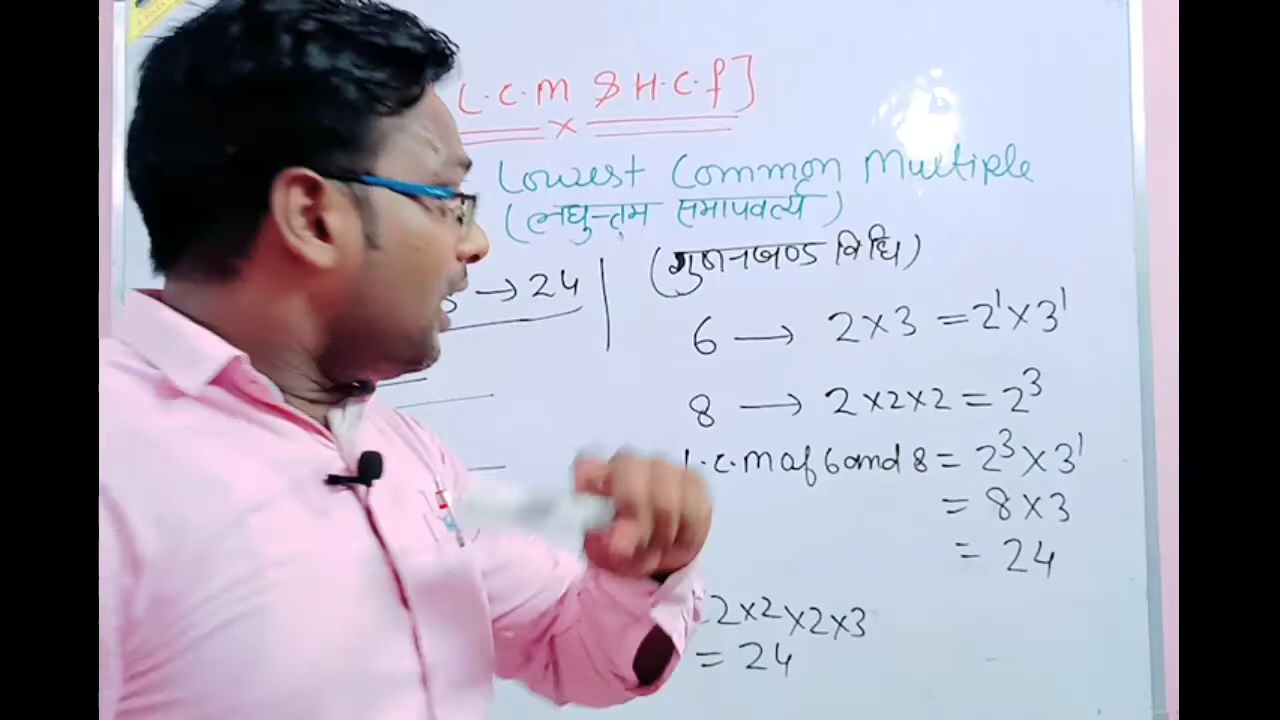 L.C.M & H.C.f]
Lowest Common Multiple
(लघुत्तम समापवर्त्य)
→ 24
(गुणनखण्ड विधि)
6 → 2×3 = 2¹×3¹
8 → 2×2×2 = 2³
.c.m of 6 and 8 = 2³×3¹
= 8×3
= 24
2×2×2×3
= 24